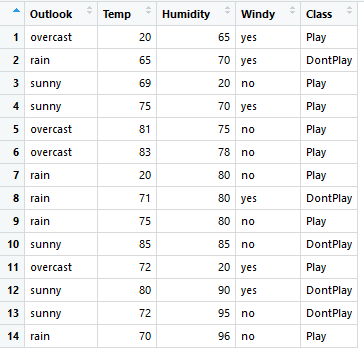 Outlook Temp Humidity Windy Class
1 overcast 20 65 yes Play
2 rain 65 70 yes DontPlay
3 sunny 69 20 no Play
4 sunny 75 70 yes Play
5 overcast 81 75 no Play
6 overcast 83 78 no Play
7 rain 20 80 no Play
8 rain 71 80 yes DontPlay
9 rain 75 80 no Play
10 sunny 85 85 no DontPlay
11 overcast 72 20 yes Play
12 sunny 80 90 yes DontPlay
13 sunny 72 95 no DontPlay
14 rain 70 96 no Play